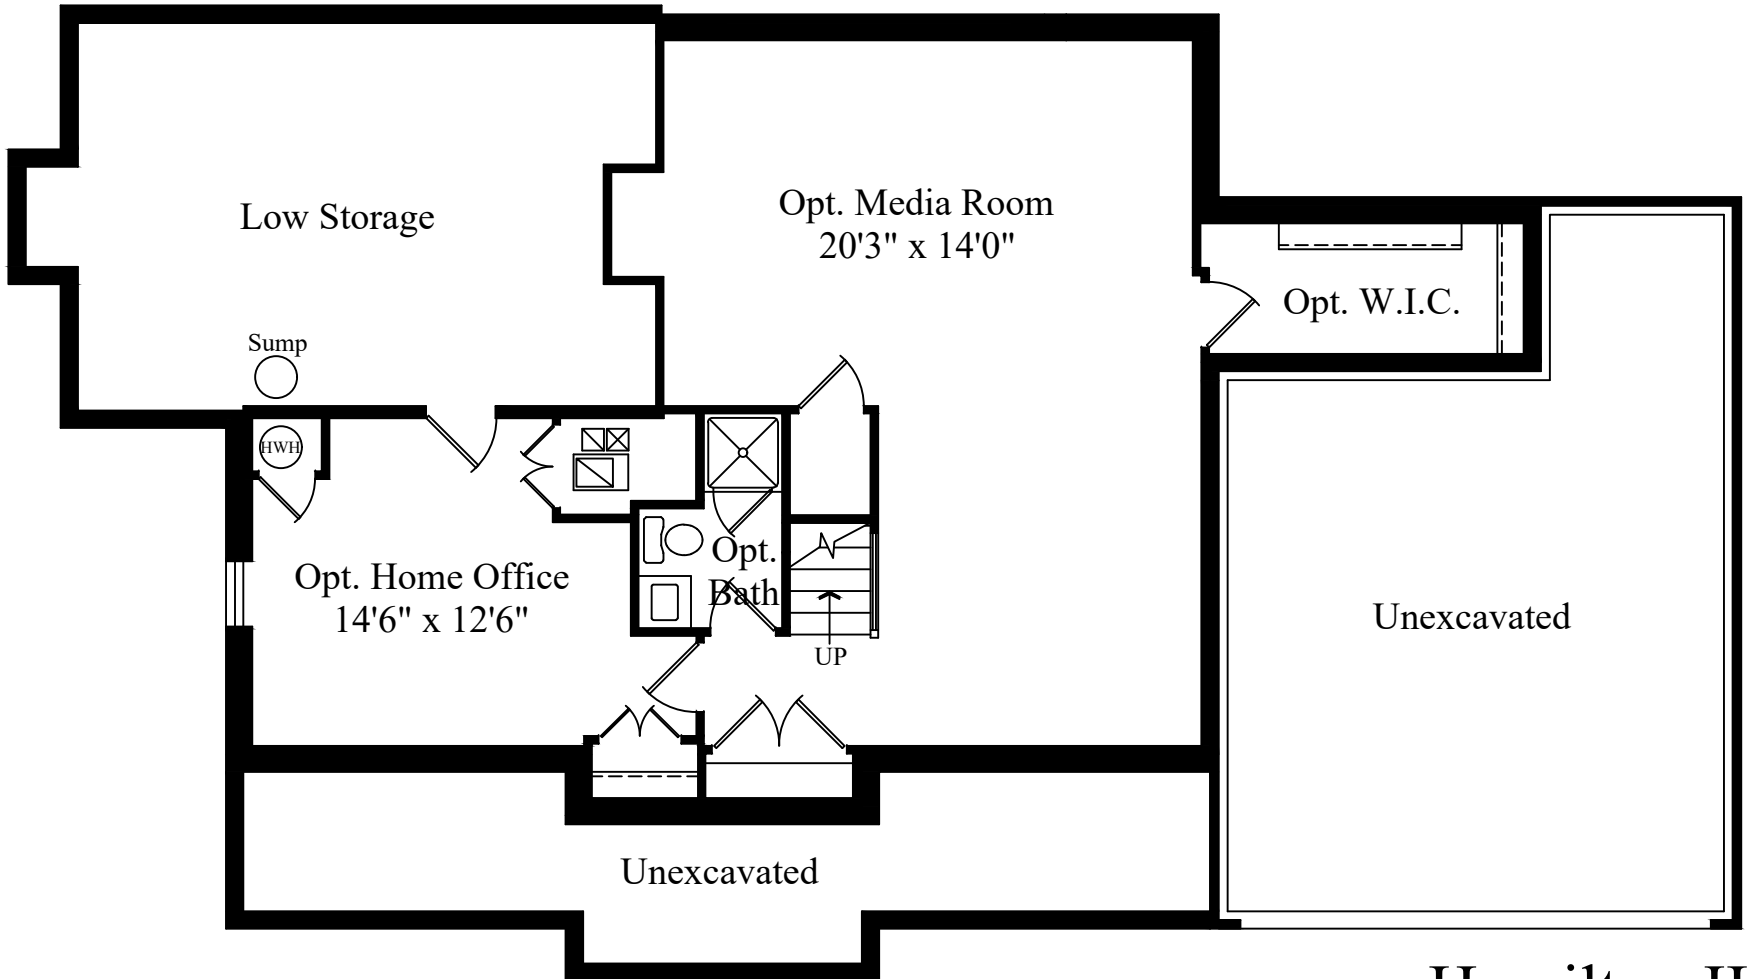 Low Storage
Opt. Media Room
20'3" x 14'0"
Opt. W.I.C.
Sump
HWH
Opt.
Bath
Opt. Home Office
14'6" x 12'6"
UP
Unexcavated
Unexcavated